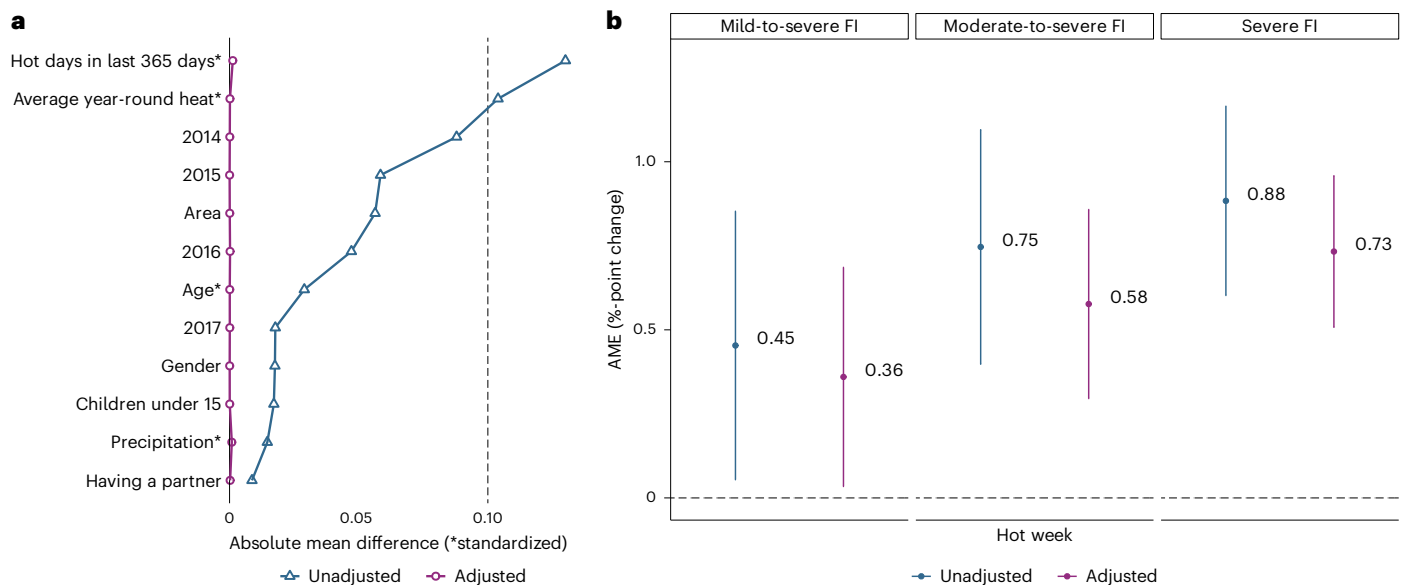 a
Hot days in last 365 days*
Average year-round heat*
2014
2015
Area
2016
Age*
2017
Gender
Children under 15
Precipitation*
Having a partner
0 0.05 0.10
Absolute mean difference (*standardized)
Unadjusted Adjusted
b
Mild-to-severe FI Moderate-to-severe FI Severe FI
AME (%-point change)
1.0
0.5
0
0.45 0.36 0.75 0.58 0.88 0.73
Hot week
Unadjusted Adjusted